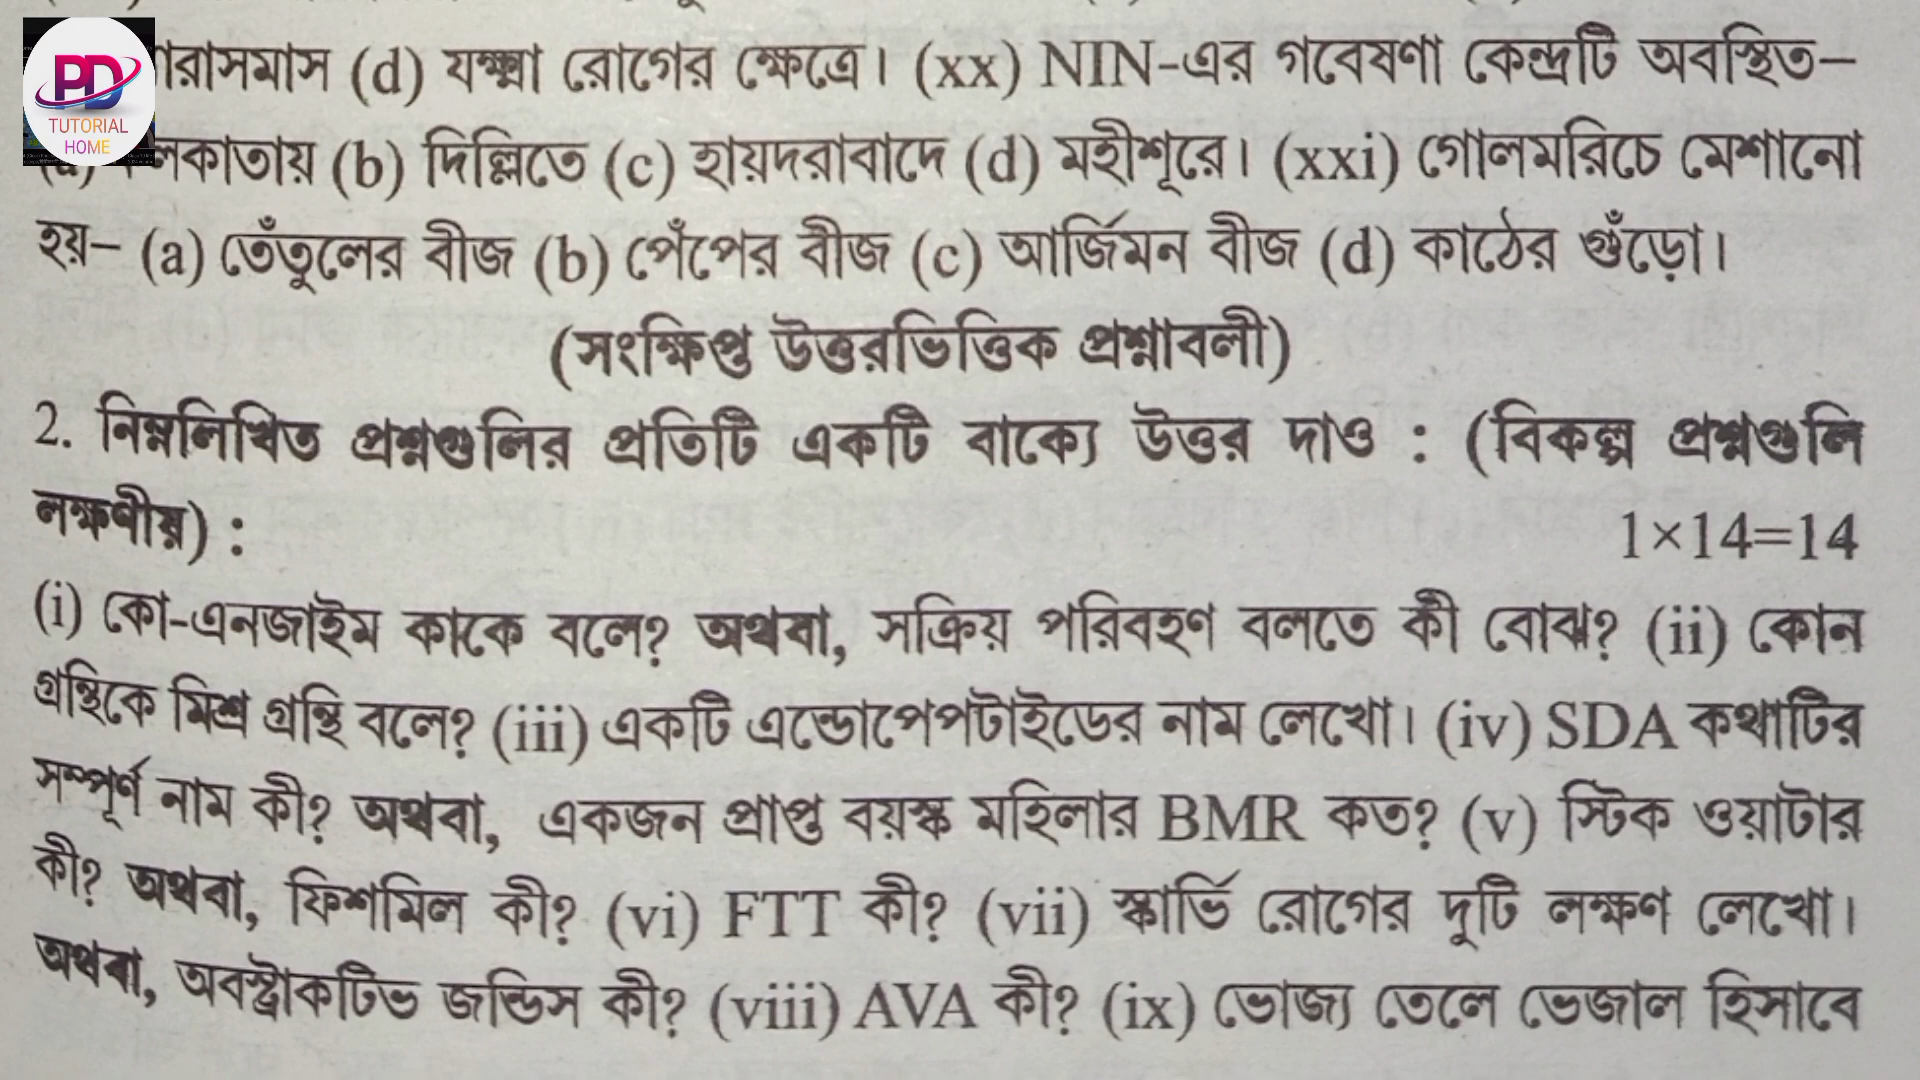 PD
TUTORIAL
HOME
(d) যক্ষ্মা রোগের ক্ষেত্রে। (xx) NIN-এর গবেষণা কেন্দ্রটি অবস্থিত–
(b) দিল্লিতে (c) হায়দরাবাদে (d) মহীশূরে। (xxi) গোলমরিচে মেশানো
হয়– (a) তেঁতুলের বীজ (b) পেঁপের বীজ (c) আর্জিমন বীজ (d) কাঠের গুঁড়ো।
(সংক্ষিপ্ত উত্তরভিত্তিক প্রশ্নাবলী)
2. নিম্নলিখিত প্রশ্নগুলির প্রতিটি একটি বাক্যে উত্তর দাও : (বিকল্প প্রশ্নগুলি
লক্ষণীয়) : 1×14=14
(i) কো-এনজাইম কাকে বলে? অথবা, সক্রিয় পরিবহণ বলতে কী বোঝ? (ii) কোন
গ্রন্থিকে মিশ্র গ্রন্থি বলে? (iii) একটি এন্ডোপেপটাইডের নাম লেখো। (iv) SDA কথাটির
সম্পূর্ণ নাম কী? অথবা, একজন প্রাপ্ত বয়স্ক মহিলার BMR কত? (v) স্টিক ওয়াটার
কী? অথবা, ফিশমিল কী? (vi) FTT কী? (vii) স্কার্ভি রোগের দুটি লক্ষণ লেখো।
অথবা, অবস্ট্রাকটিভ জন্ডিস কী? (viii) AVA কী? (ix) ভোজ্য তেলে ভেজাল হিসাবে